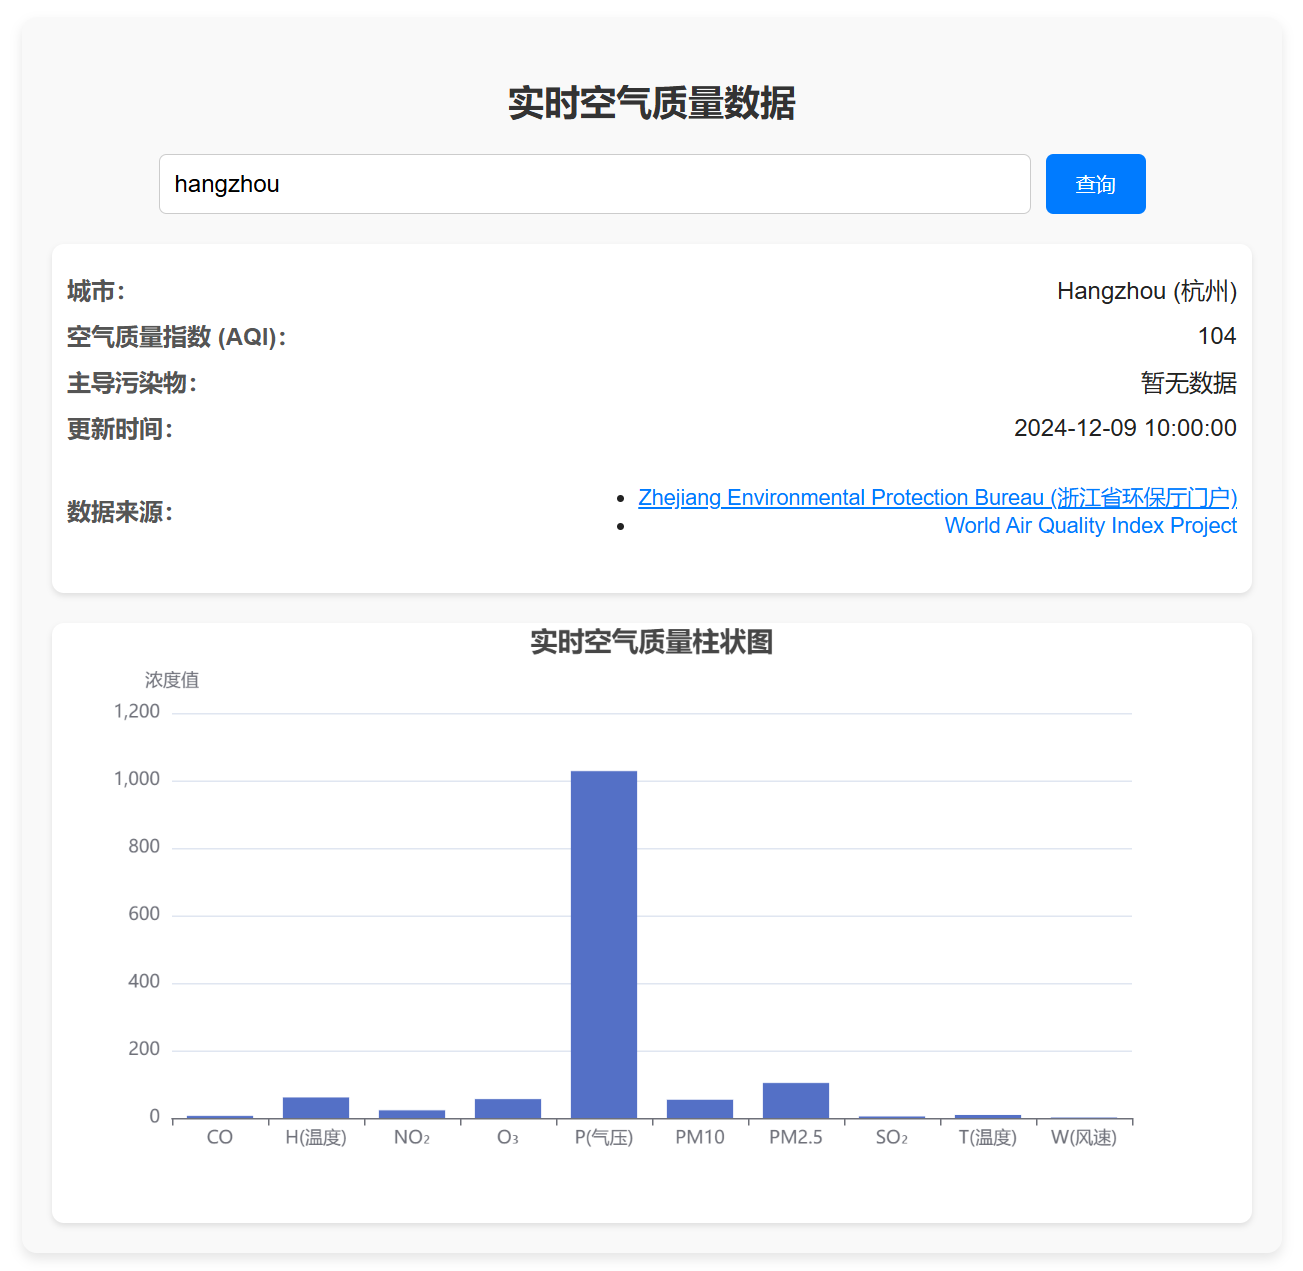 实时空气质量数据
hangzhou
查询
城市：
Hangzhou (杭州)
空气质量指数 (AQI)：
104
主导污染物：
暂无数据
更新时间：
2024-12-09 10:00:00
数据来源：
Zhejiang Environmental Protection Bureau (浙江省环保厅门户)
World Air Quality Index Project
实时空气质量柱状图
浓度值
1,200
1,000
800
600
400
200
0
CO
H(温度)
NO₂
O₃
P(气压)
PM10
PM2.5
SO₂
T(温度)
W(风速)